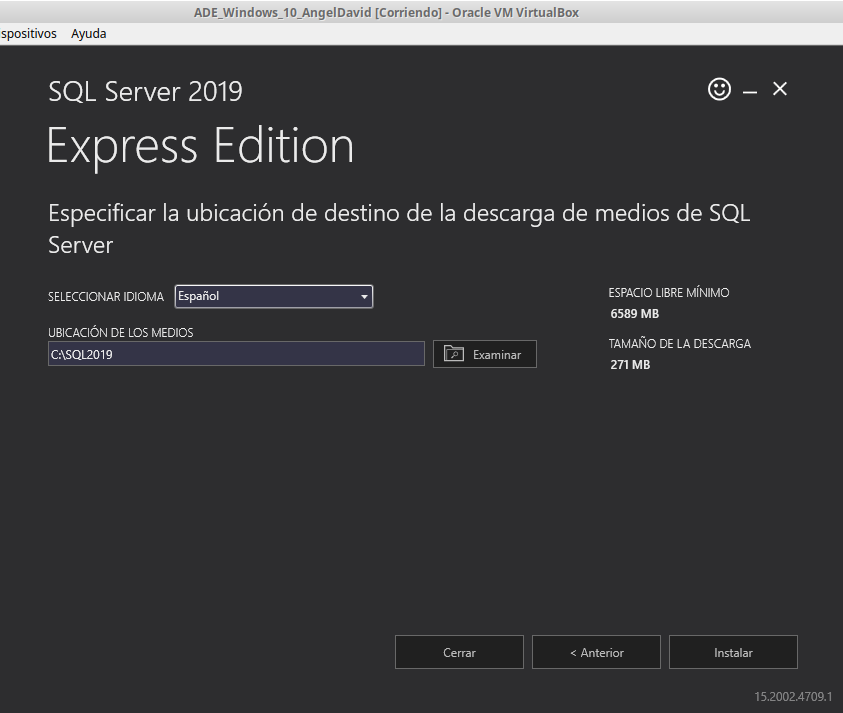 ADE_Windows_10_AngelDavid [Corriendo] - Oracle VM VirtualBox
spositivos Ayuda
SQL Server 2019
Express Edition
Especificar la ubicación de destino de la descarga de medios de SQL
Server
SELECCIONAR IDIOMA Español
ESPACIO LIBRE MÍNIMO
6589 MB
UBICACIÓN DE LOS MEDIOS
C:\SQL2019 Examinar
TAMAÑO DE LA DESCARGA
271 MB
Cerrar < Anterior Instalar
15.2002.4709.1